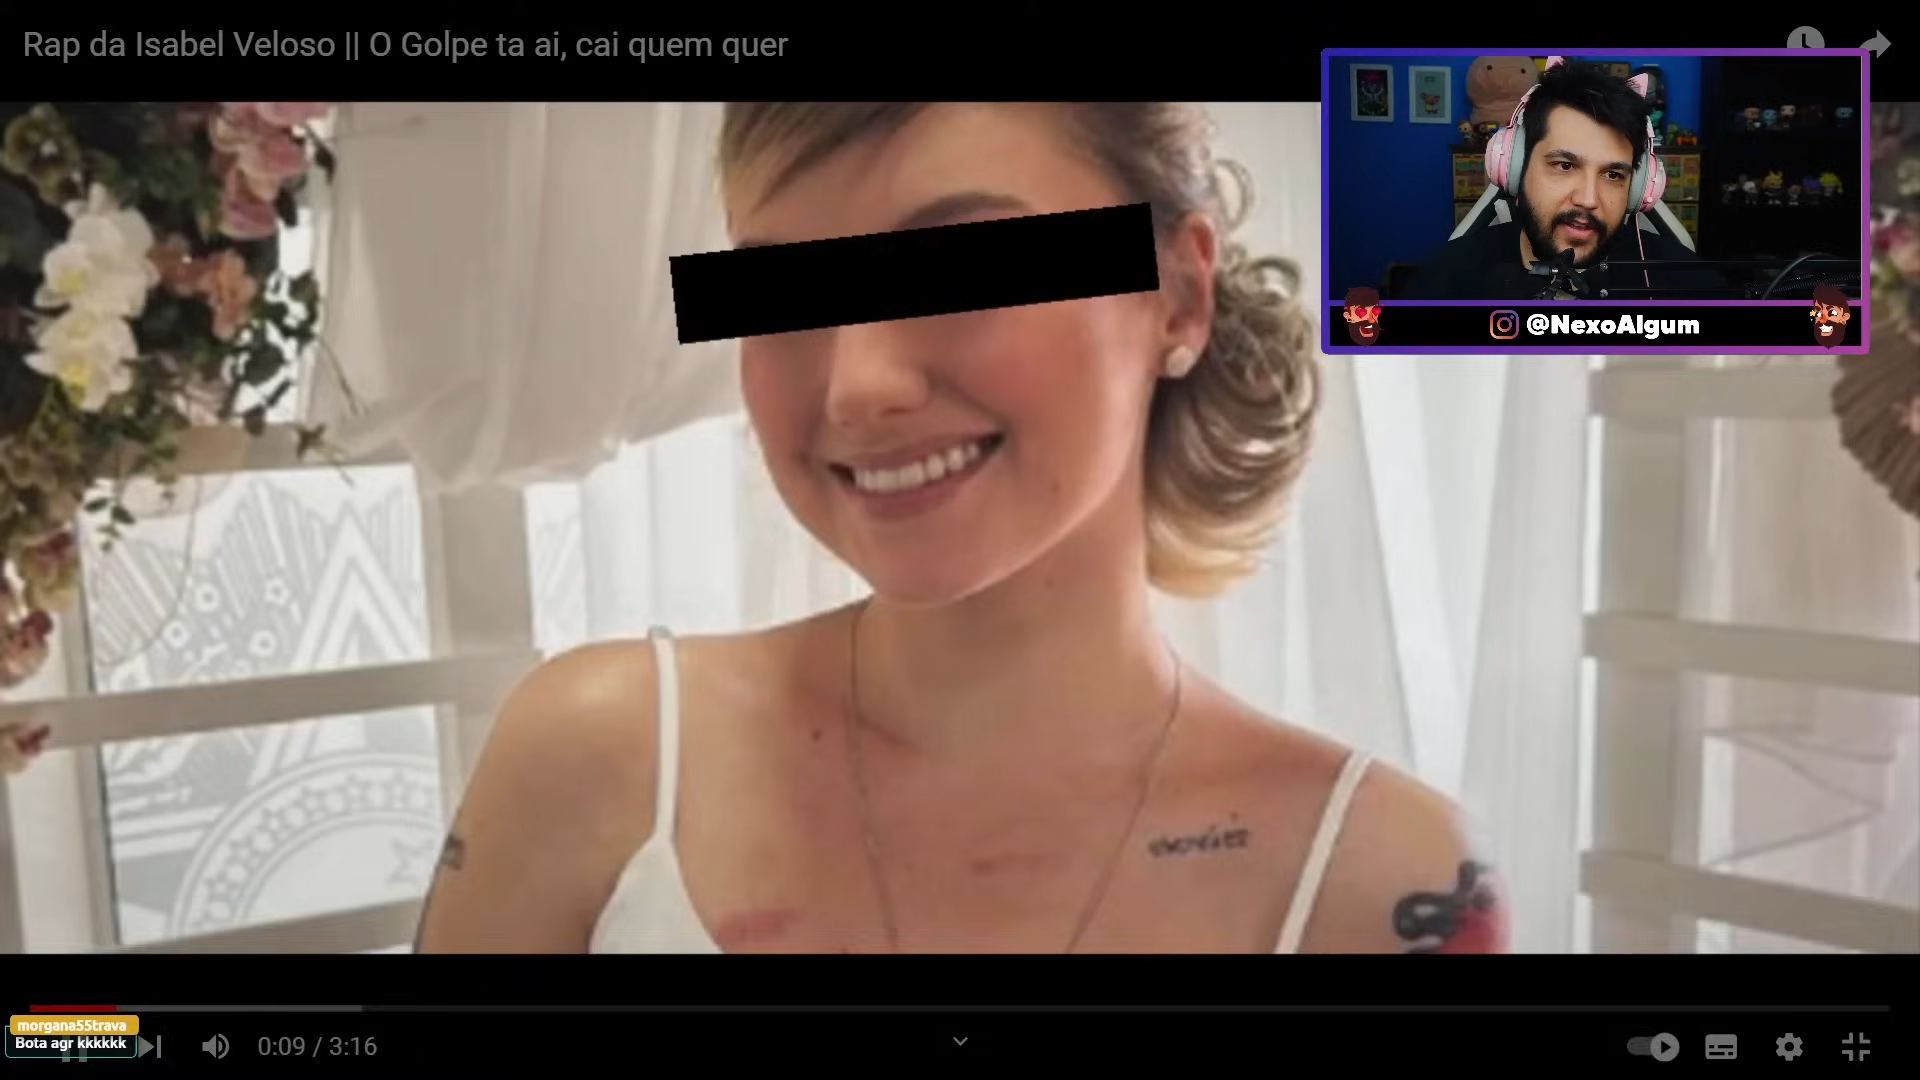 Rap da Isabel Veloso || O Golpe ta ai, cai quem quer
@NexoAlgum
morgana55trava
Bota agr kkkkkk
0:09 / 3:16